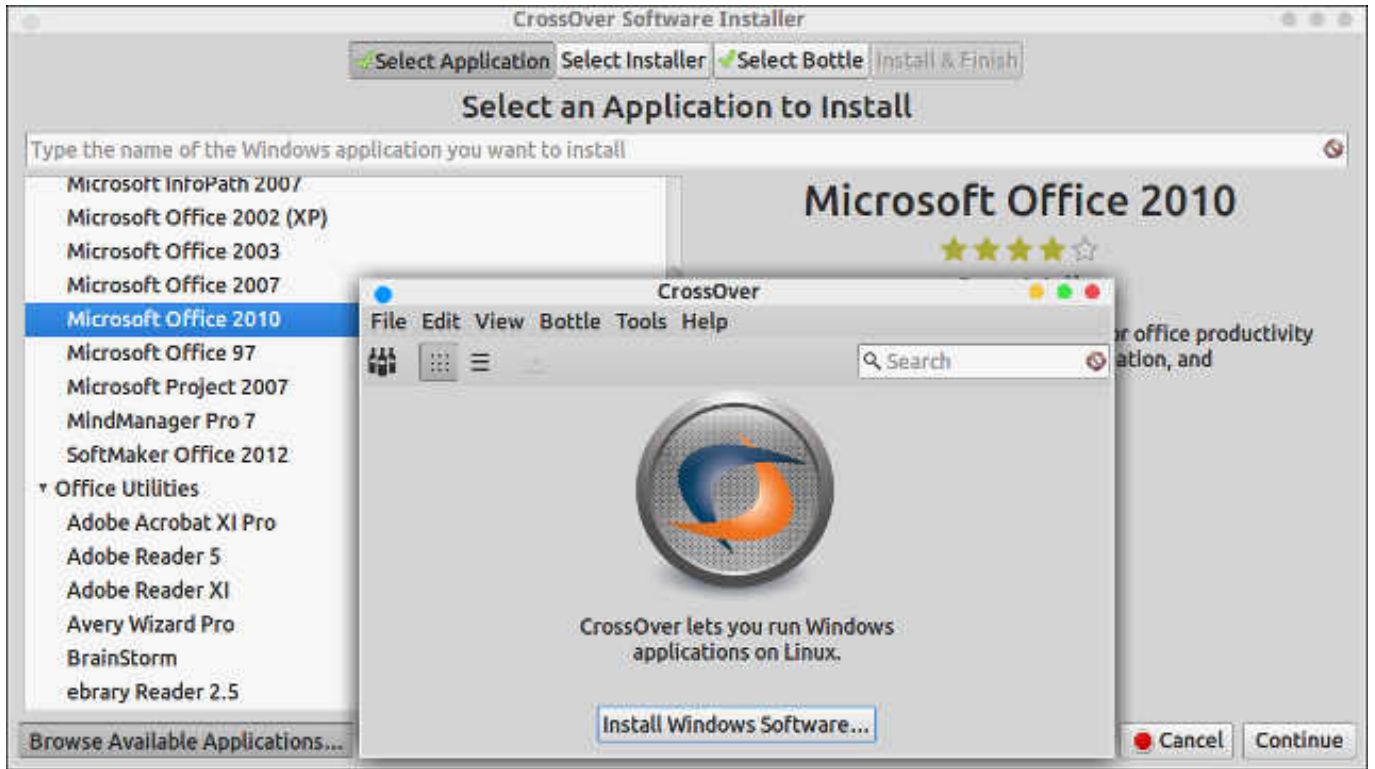 CrossOver Software Installer
Select Application Select Installer Select Bottle Install & Finish
Select an Application to Install
Type the name of the Windows application you want to install
Microsoft InfoPath 2007
Microsoft Office 2002 (XP)
Microsoft Office 2003
Microsoft Office 2007
Microsoft Office 2010
Microsoft Office 97
Microsoft Project 2007
MindManager Pro 7
SoftMaker Office 2012
Office Utilities
Adobe Acrobat XI Pro
Adobe Reader 5
Adobe Reader XI
Avery Wizard Pro
BrainStorm
ebrary Reader 2.5
Microsoft Office 2010
or office productivity
ation, and
CrossOver
File Edit View Bottle Tools Help
Search
CrossOver lets you run Windows
applications on Linux.
Install Windows Software...
Browse Available Applications...
Cancel Continue